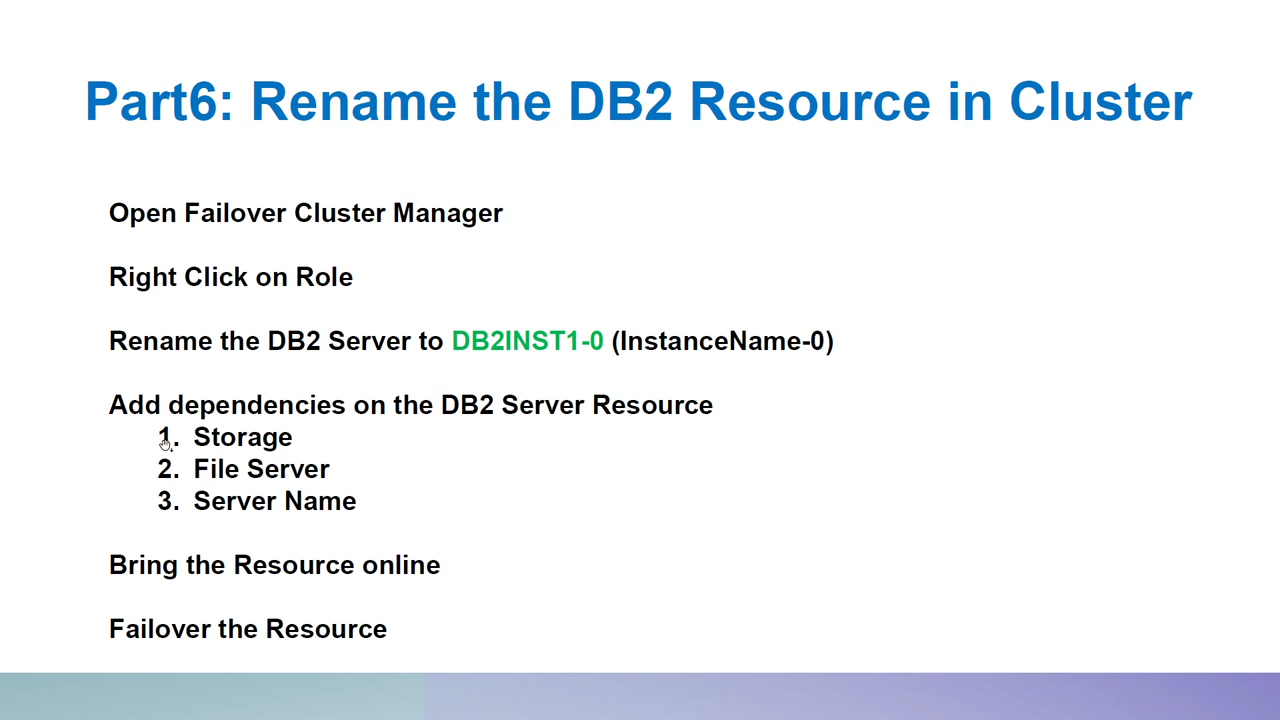 Part6: Rename the DB2 Resource in Cluster
Open Failover Cluster Manager
Right Click on Role
Rename the DB2 Server to DB2INST1-0 (InstanceName-0)
Add dependencies on the DB2 Server Resource
1. Storage
2. File Server
3. Server Name
Bring the Resource online
Failover the Resource